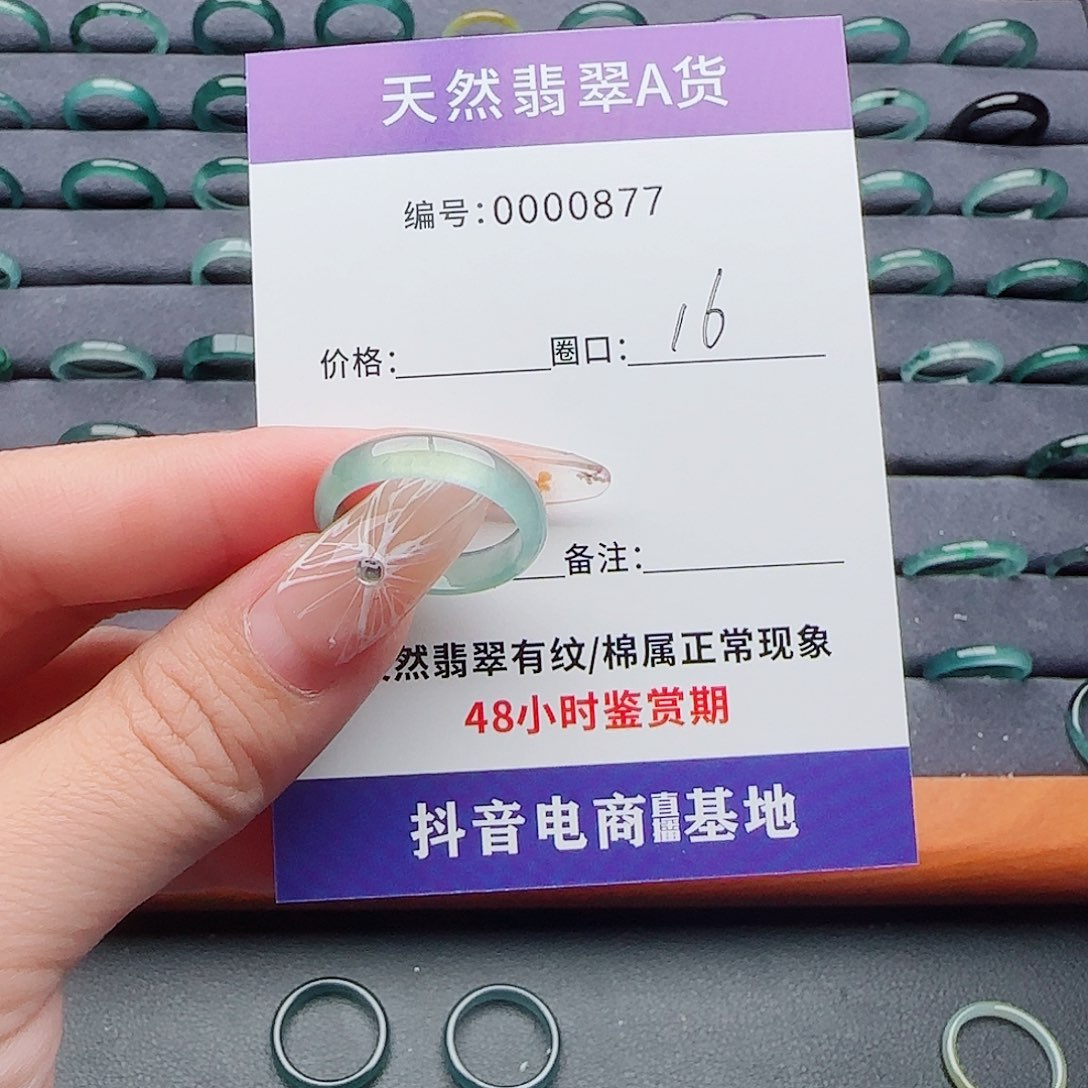 天然翡翠A货
编号:0000877
价格: 圈口: 16
备注:
然翡翠有纹/棉属正常现象
48小时鉴赏期
抖音电商直播基地